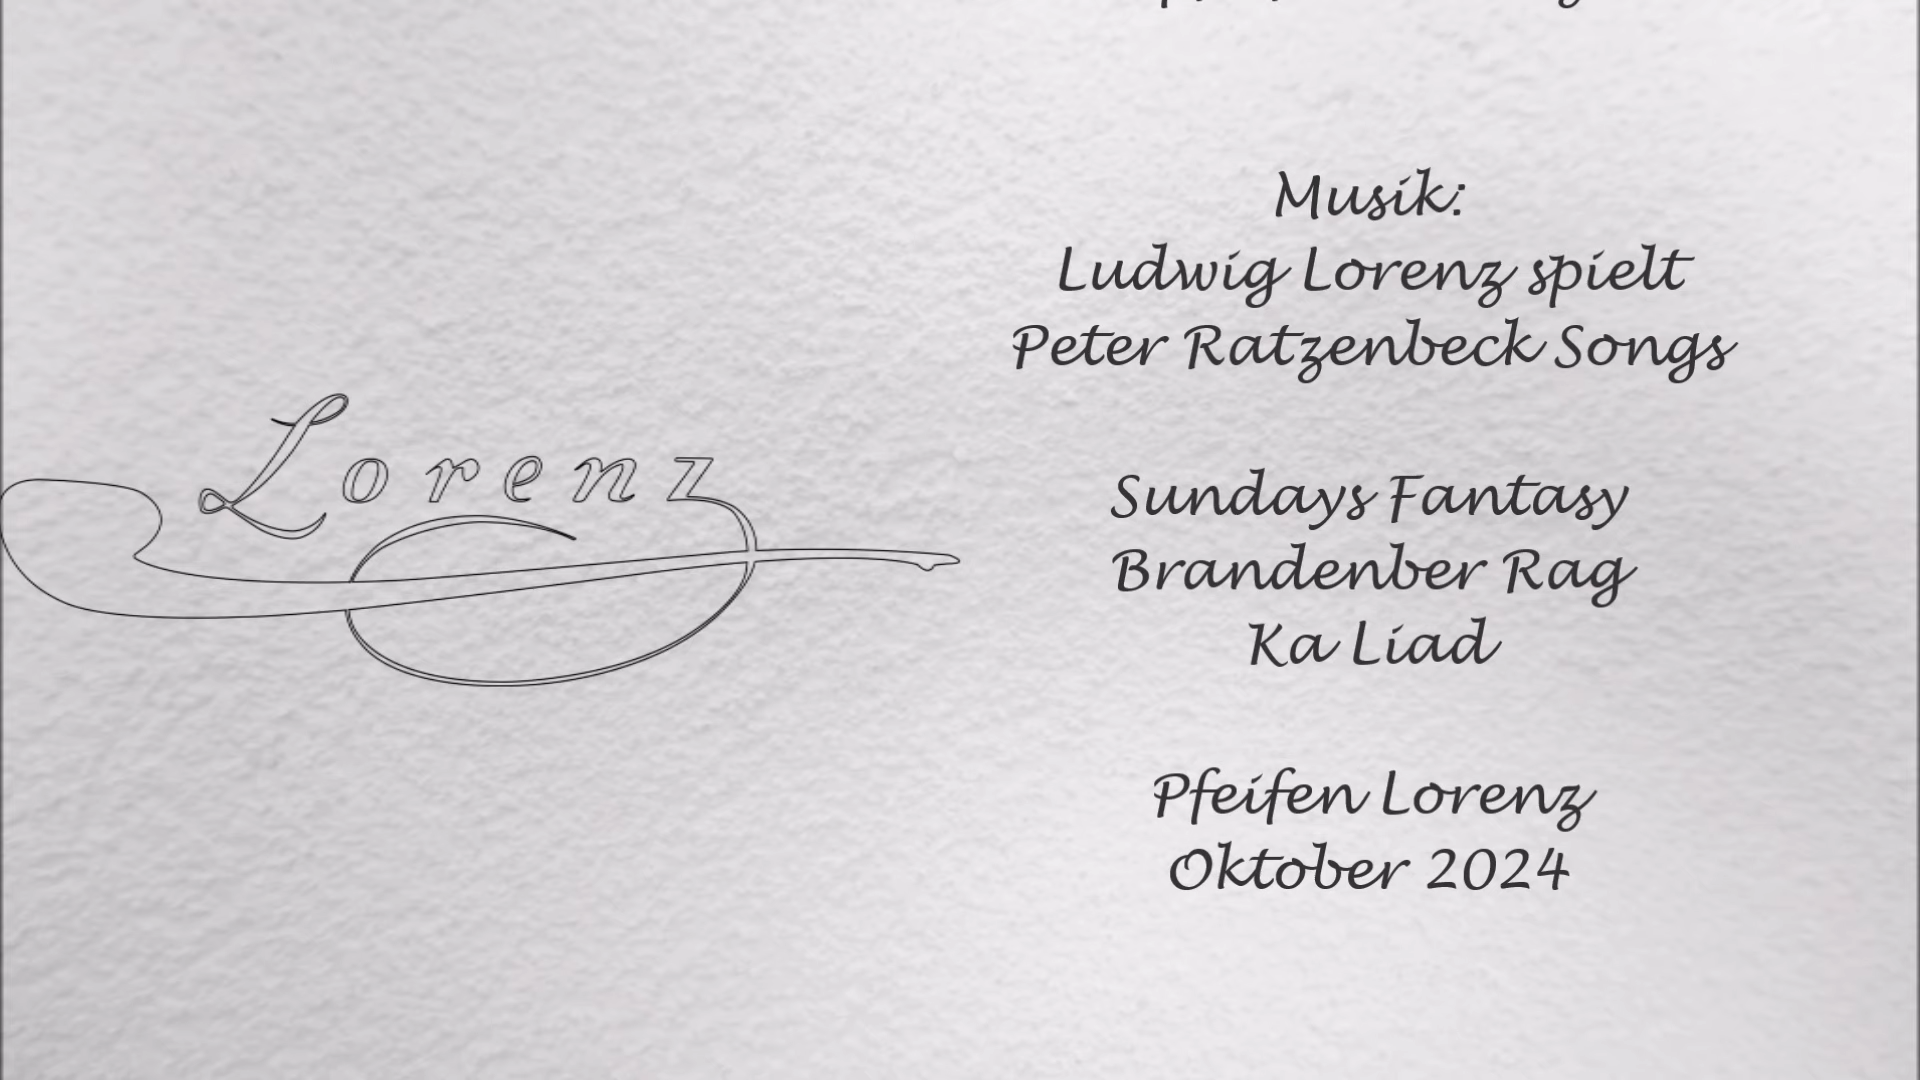 Musik:
Ludwig Lorenz spielt
Peter Ratzenbeck Songs
Lorenz
Sundays Fantasy
Brandenber Rag
Ka Liad
Pfeifen Lorenz
Oktober 2024